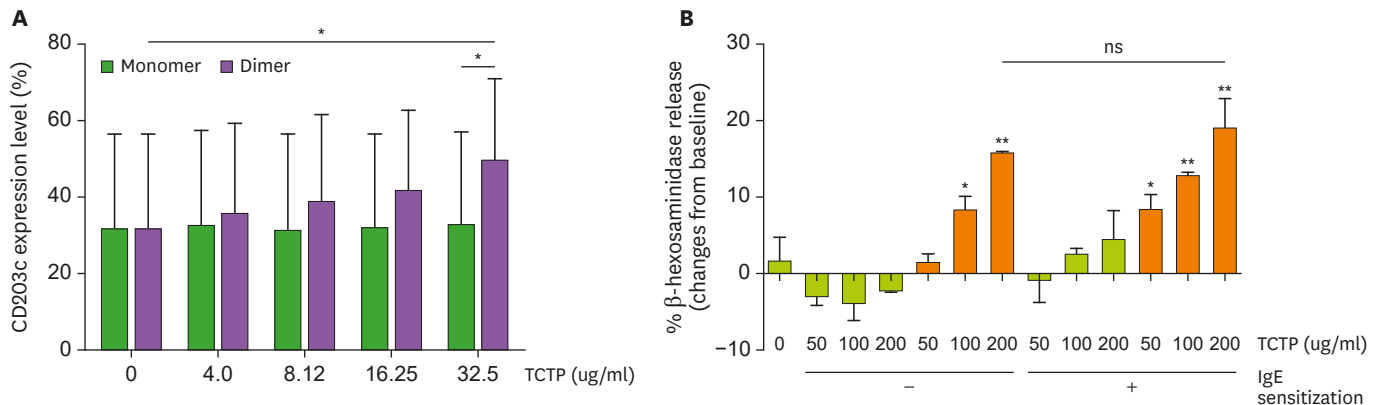 A
CD203c expression level (%)
80
60
40
20
0
Monomer Dimer
*
*
0 4.0 8.12 16.25 32.5 TCTP (ug/ml)
B
% β-hexosaminidase release
(changes from baseline)
30
20
10
0
−10
ns
* ** * ** **
0 50 100 200 50 100 200 50 100 200 50 100 200 TCTP (ug/ml)
− + IgE
sensitization